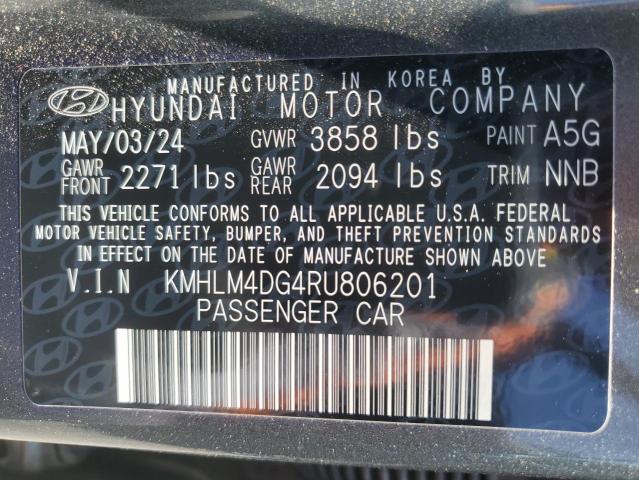 MANUFACTURED IN KOREA BY
HYUNDAI MOTOR COMPANY
MAY/03/24 GVWR 3858 lbs PAINT A5G
GAWR FRONT 2271 lbs GAWR REAR 2094 lbs TRIM NNB
THIS VEHICLE CONFORMS TO ALL APPLICABLE U.S.A. FEDERAL
MOTOR VEHICLE SAFETY, BUMPER, AND THEFT PREVENTION STANDARDS
IN EFFECT ON THE DATE OF MANUFACTURE SHOWN ABOVE
V.I.N KMHLM4DG4RU806201
PASSENGER CAR